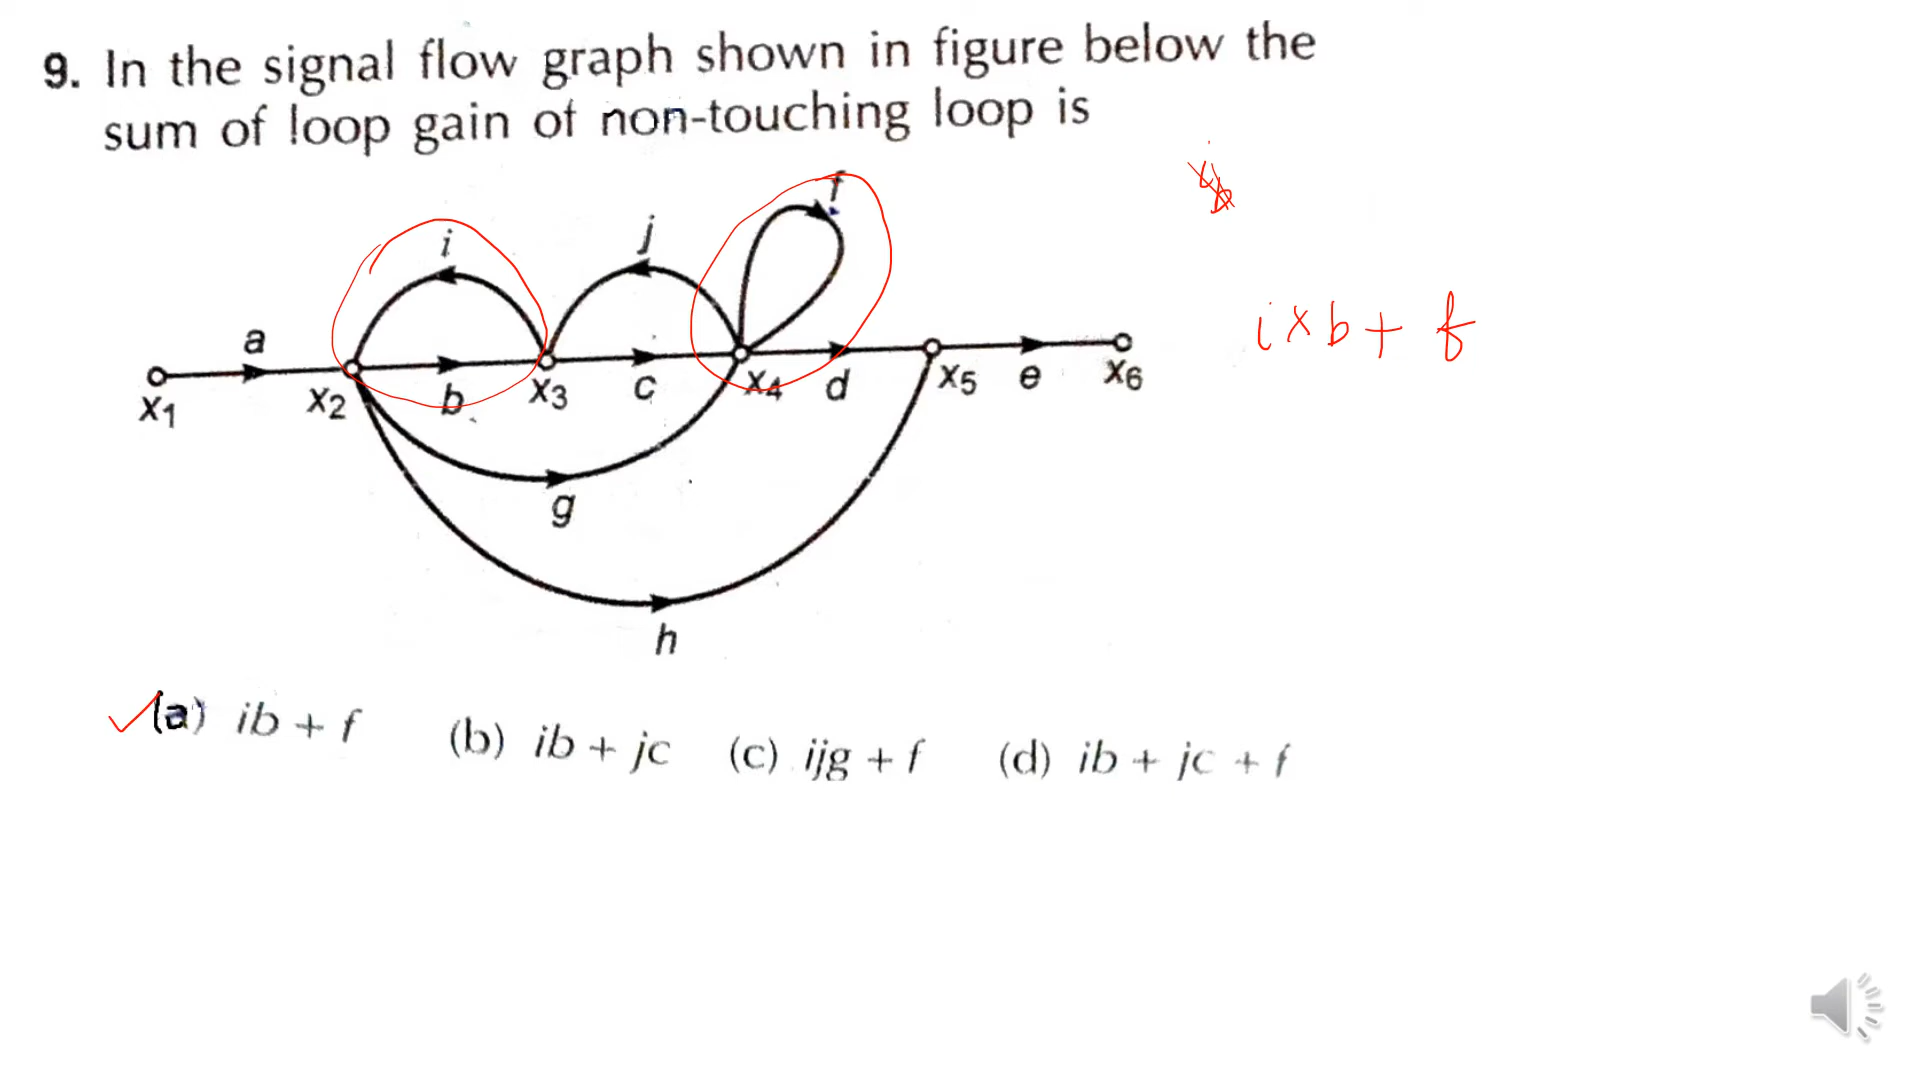 9. In the signal flow graph shown in figure below the
sum of loop gain of non-touching loop is
f
i
j
a
i × b + f
x1
x2
b
x3
c
x4
d
x5
e
x6
g
h
(a) ib + f (b) ib + jc (c) ijg + f (d) ib + jc + f